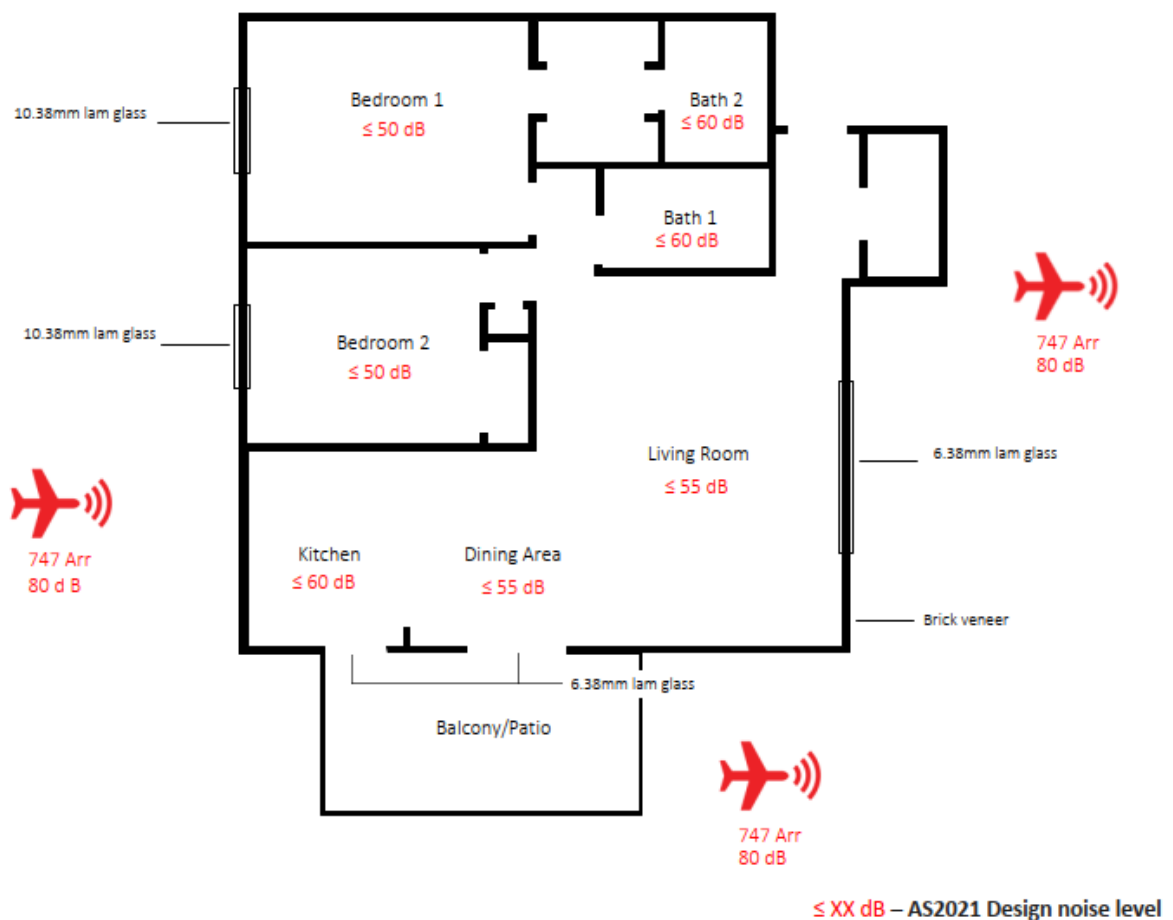 Bedroom 1
≤ 50 dB
Bath 2
≤ 60 dB
10.38mm lam glass
Bath 1
≤ 60 dB
10.38mm lam glass
Bedroom 2
≤ 50 dB
747 Arr
80 dB
Living Room
≤ 55 dB
6.38mm lam glass
747 Arr
80 d B
Kitchen
≤ 60 dB
Dining Area
≤ 55 dB
Brick veneer
6.38mm lam glass
Balcony/Patio
747 Arr
80 dB
≤ XX dB – AS2021 Design noise level